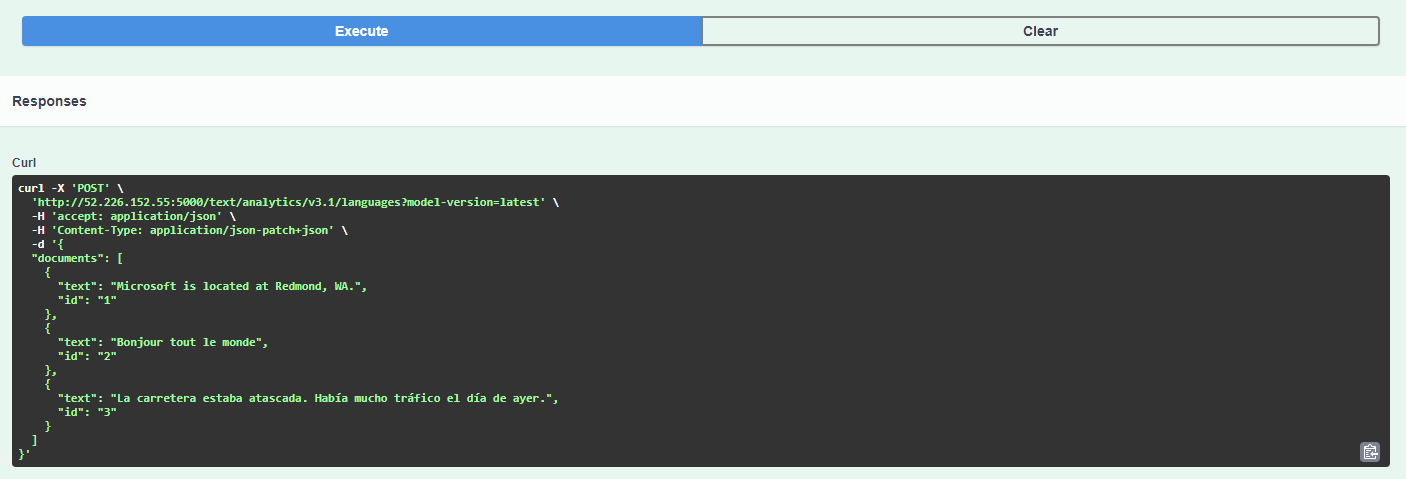 Execute
Clear
Responses
Curl
curl -X 'POST' \
  'http://52.226.152.55:5000/text/analytics/v3.1/languages?model-version=latest' \
  -H 'accept: application/json' \
  -H 'Content-Type: application/json-patch+json' \
  -d '{
  "documents": [
    {
      "text": "Microsoft is located at Redmond, WA.",
      "id": "1"
    },
    {
      "text": "Bonjour tout le monde",
      "id": "2"
    },
    {
      "text": "La carretera estaba atascada. Había mucho tráfico el día de ayer.",
      "id": "3"
    }
  ]
}'